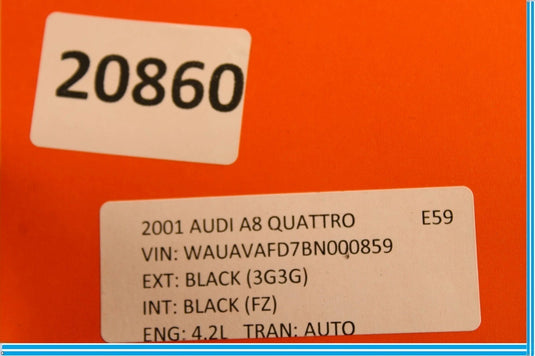 20860
2001 AUDI A8 QUATTRO E59
VIN: WAUAVAFD7BN000859
EXT: BLACK (3G3G)
INT: BLACK (FZ)
ENG: 4.2L TRAN: AUTO